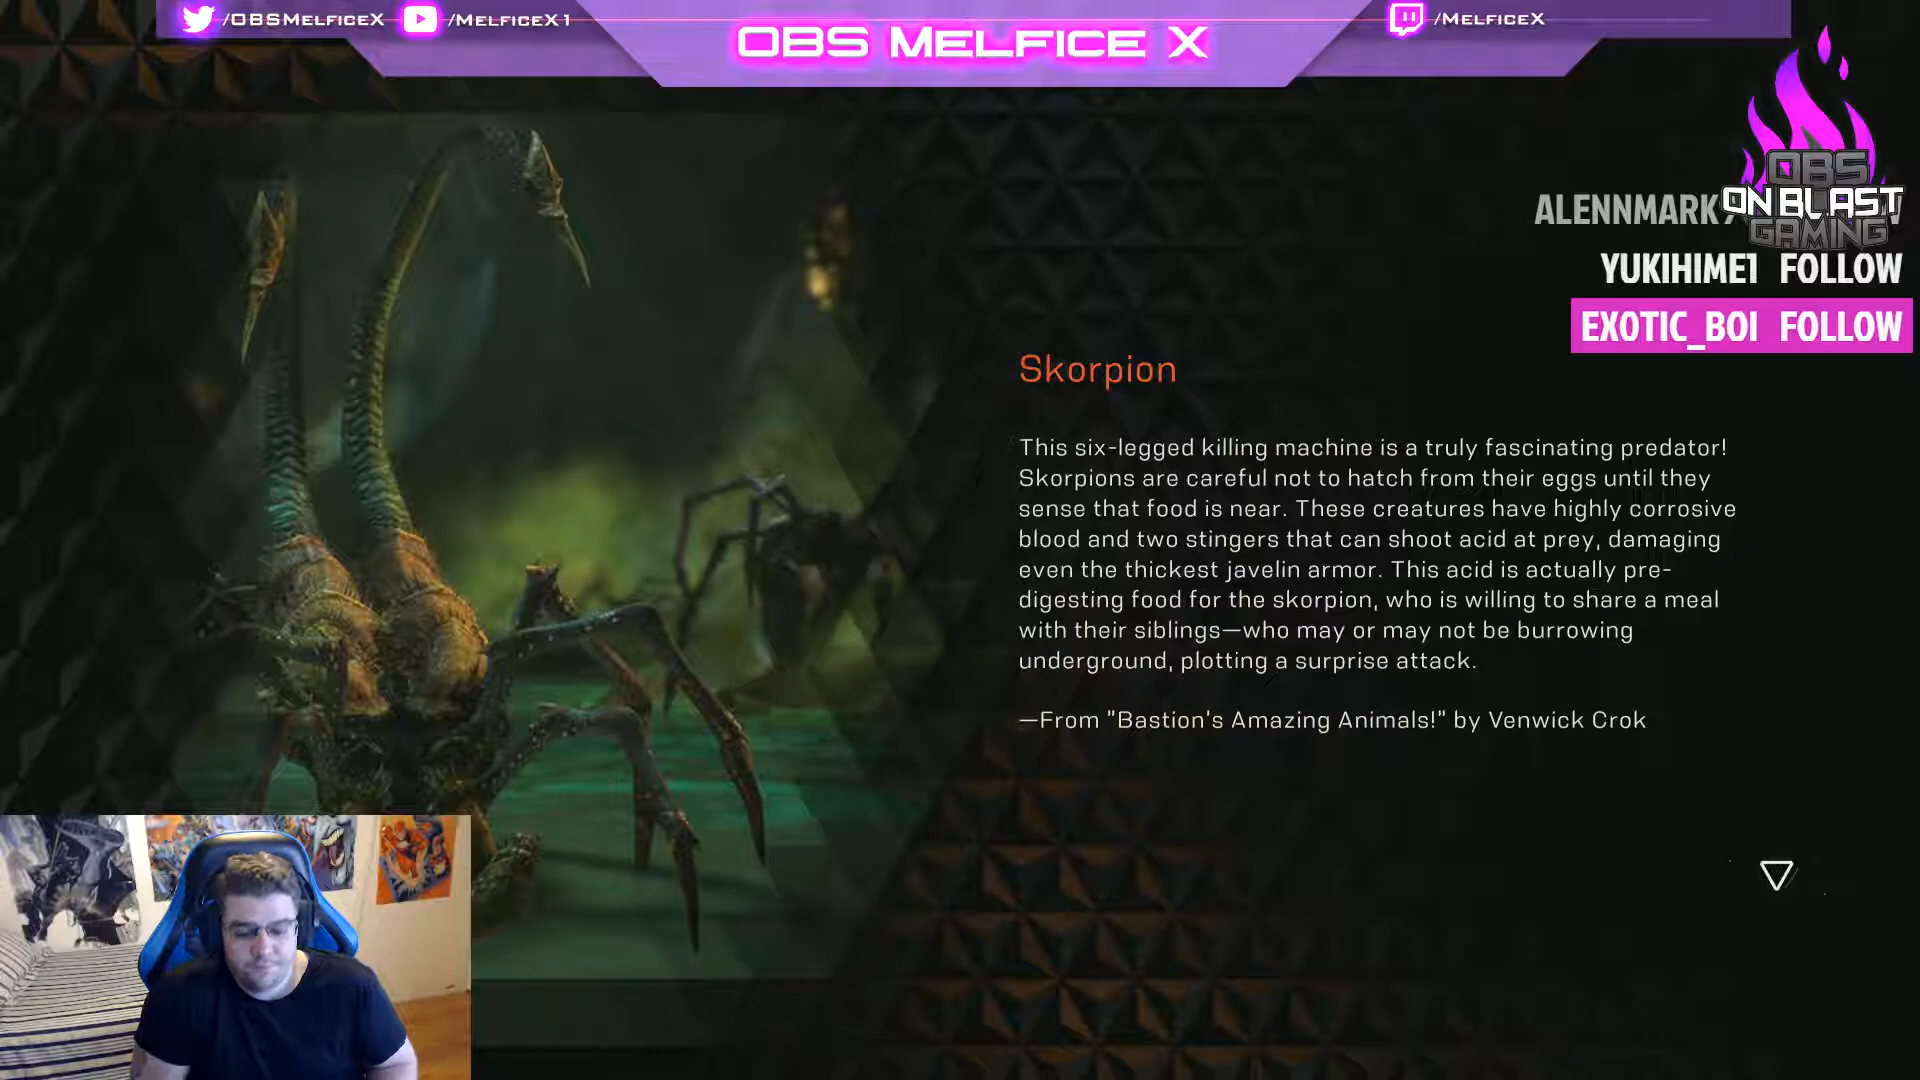 /OBSMelficeX
/MelficeX1
OBS Melfice X
/MelficeX
OBS
ON BLAST
GAMING
ALENNMARK
YUKIHIME1 FOLLOW
EXOTIC_BOI FOLLOW
Skorpion
This six-legged killing machine is a truly fascinating predator!
Skorpions are careful not to hatch from their eggs until they
sense that food is near. These creatures have highly corrosive
blood and two stingers that can shoot acid at prey, damaging
even the thickest javelin armor. This acid is actually pre-
digesting food for the skorpion, who is willing to share a meal
with their siblings—who may or may not be burrowing
underground, plotting a surprise attack.
—From "Bastion's Amazing Animals!" by Venwick Crok